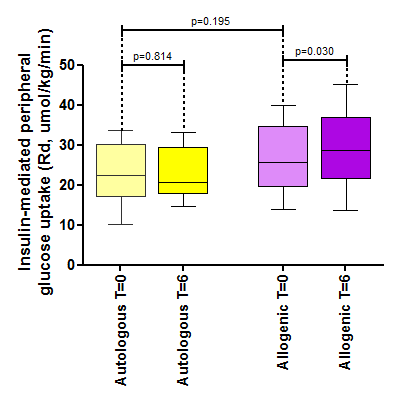 p=0.195
p=0.814
p=0.030
Insulin-mediated peripheral
glucose uptake (Rd, umol/kg/min)
50
40
30
20
10
0
Autologous T=0
Autologous T=6
Allogenic T=0
Allogenic T=6